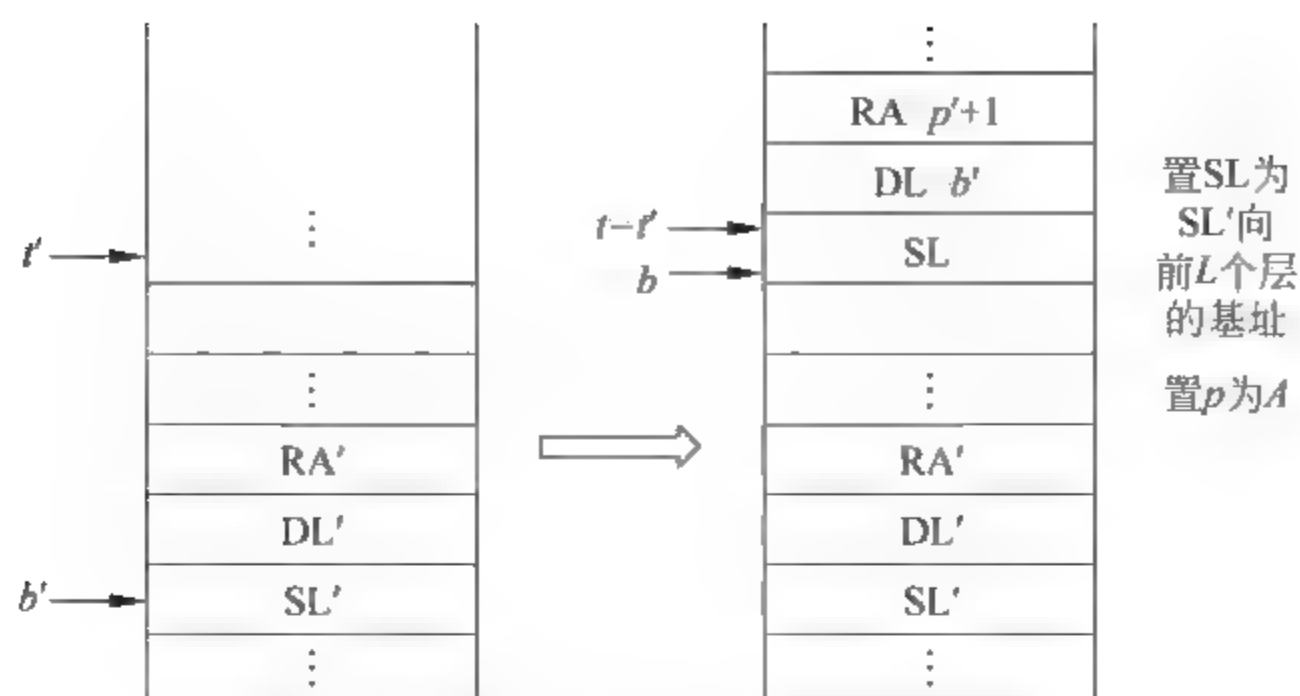 t′
RA′
DL′
b′
SL′
RA p′+1
DL b′
t=t′
SL
b
RA′
DL′
SL′
置SL为
SL′向
前L个层
的基址
置p为A